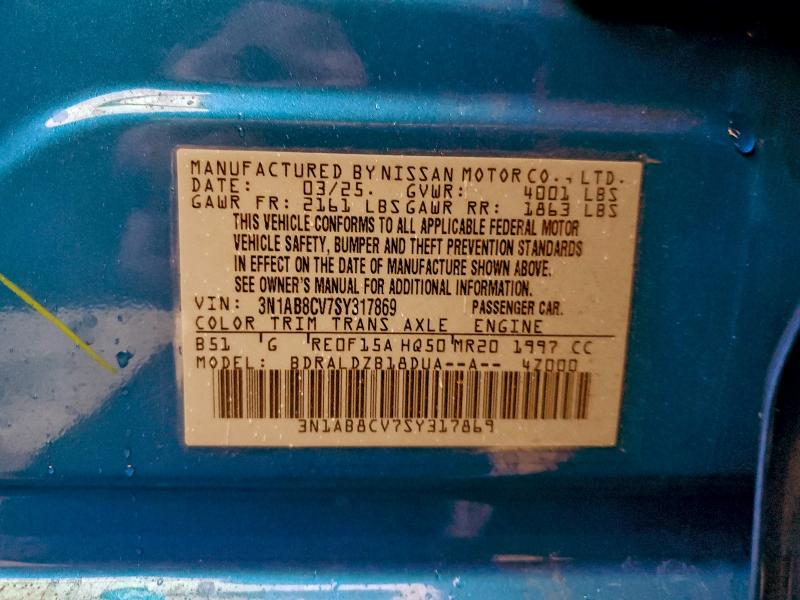 MANUFACTURED BY NISSAN MOTOR CO., LTD.
DATE: 03/25. GVWR: 4001 LBS
GAWR FR: 2161 LBS GAWR RR: 1863 LBS
THIS VEHICLE CONFORMS TO ALL APPLICABLE FEDERAL MOTOR
VEHICLE SAFETY, BUMPER AND THEFT PREVENTION STANDARDS
IN EFFECT ON THE DATE OF MANUFACTURE SHOWN ABOVE.
SEE OWNER'S MANUAL FOR ADDITIONAL INFORMATION.
VIN: 3N1AB8CV7SY317869 PASSENGER CAR.
COLOR TRIM TRANS AXLE ENGINE
B51 G RE0F15A HQ50 MR20 1997 CC
MODEL: BDRALDZB18DUA--A-- 4Z000
3N1AB8CV7SY317869